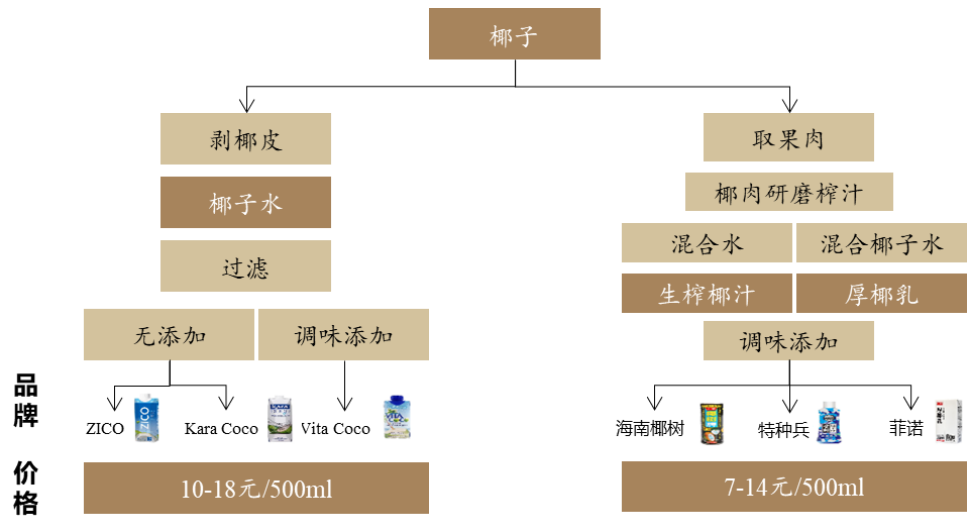 椰子
剥椰皮
取果肉
椰子水
椰肉研磨榨汁
过滤
混合水
混合椰子水
生榨椰汁
厚椰乳
无添加
调味添加
调味添加
品牌
ZICO
ZICO
Kara Coco
Vita Coco
VITA
海南椰树
特种兵
菲诺
价格
10-18元/500ml
7-14元/500ml